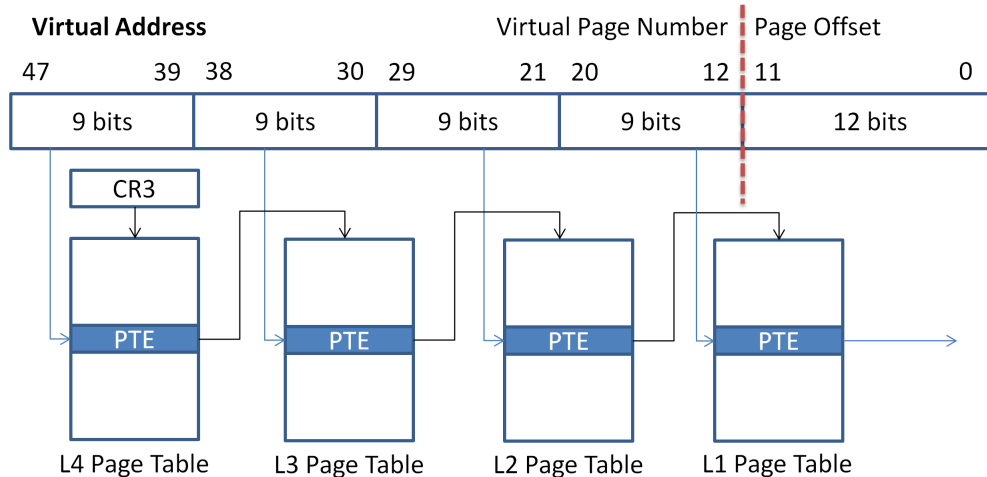 Virtual Address Virtual Page Number Page Offset
47 39 38 30 29 21 20 12 11 0
9 bits 9 bits 9 bits 9 bits 12 bits
CR3
PTE PTE PTE PTE
L4 Page Table L3 Page Table L2 Page Table L1 Page Table